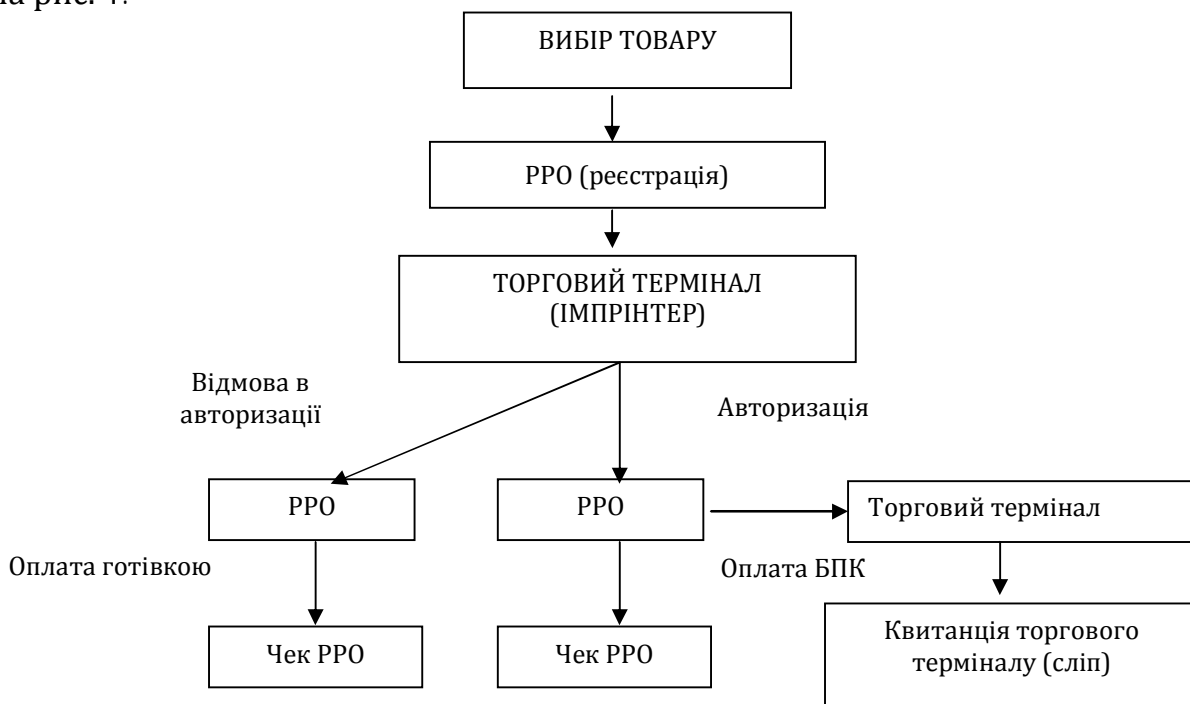 на рис. 4.
ВИБІР ТОВАРУ
РРО (реєстрація)
ТОРГОВИЙ ТЕРМІНАЛ
(ІМПРІНТЕР)
Відмова в
авторизації
Авторизація
РРО
РРО
Торговий термінал
Оплата готівкою
Оплата БПК
Чек РРО
Чек РРО
Квитанція торгового
терміналу (сліп)